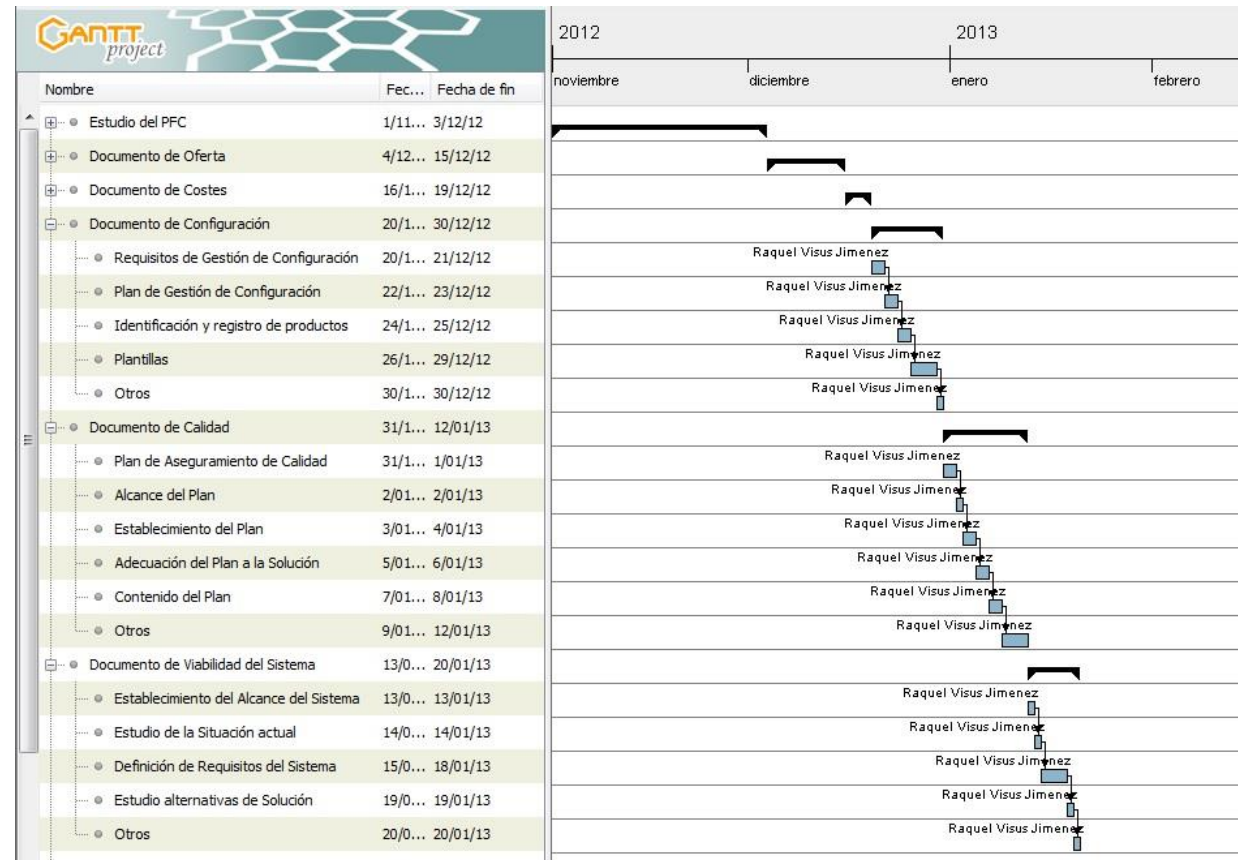 GANTT
project
2012 2013
noviembre diciembre enero febrero
Nombre Fec... Fecha de fin
Estudio del PFC 1/11... 3/12/12
Documento de Oferta 4/12... 15/12/12
Documento de Costes 16/1... 19/12/12
Documento de Configuración 20/1... 30/12/12
Raquel Visus Jimenez
Requisitos de Gestión de Configuración 20/1... 21/12/12
Raquel Visus Jimenez
Plan de Gestión de Configuración 22/1... 23/12/12
Raquel Visus Jimenez
Identificación y registro de productos 24/1... 25/12/12
Raquel Visus Jimenez
Plantillas 26/1... 29/12/12
Raquel Visus Jimenez
Otros 30/1... 30/12/12
Documento de Calidad 31/1... 12/01/13
Raquel Visus Jimenez
Plan de Aseguramiento de Calidad 31/1... 1/01/13
Raquel Visus Jimenez
Alcance del Plan 2/01... 2/01/13
Raquel Visus Jimenez
Establecimiento del Plan 3/01... 4/01/13
Raquel Visus Jimenez
Adecuación del Plan a la Solución 5/01... 6/01/13
Raquel Visus Jimenez
Contenido del Plan 7/01... 8/01/13
Raquel Visus Jimenez
Otros 9/01... 12/01/13
Documento de Viabilidad del Sistema 13/0... 20/01/13
Raquel Visus Jimenez
Establecimiento del Alcance del Sistema 13/0... 13/01/13
Raquel Visus Jimenez
Estudio de la Situación actual 14/0... 14/01/13
Raquel Visus Jimenez
Definición de Requisitos del Sistema 15/0... 18/01/13
Raquel Visus Jimenez
Estudio alternativas de Solución 19/0... 19/01/13
Raquel Visus Jimenez
Otros 20/0... 20/01/13